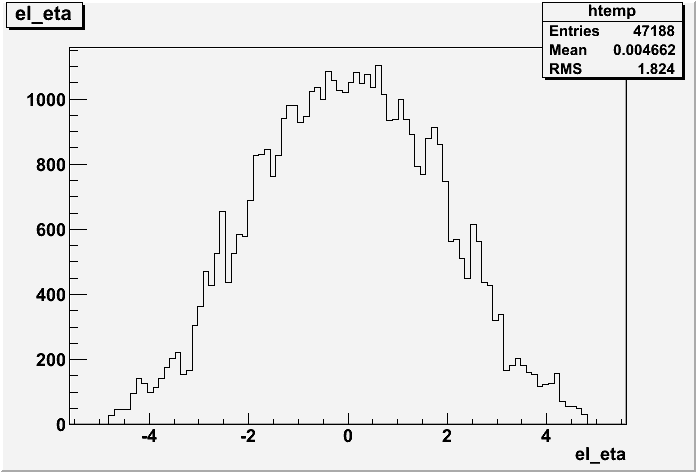 el_eta
htemp
Entries 47188
Mean 0.004662
RMS 1.824
1000
800
600
400
200
0
-4 -2 0 2 4
el_eta